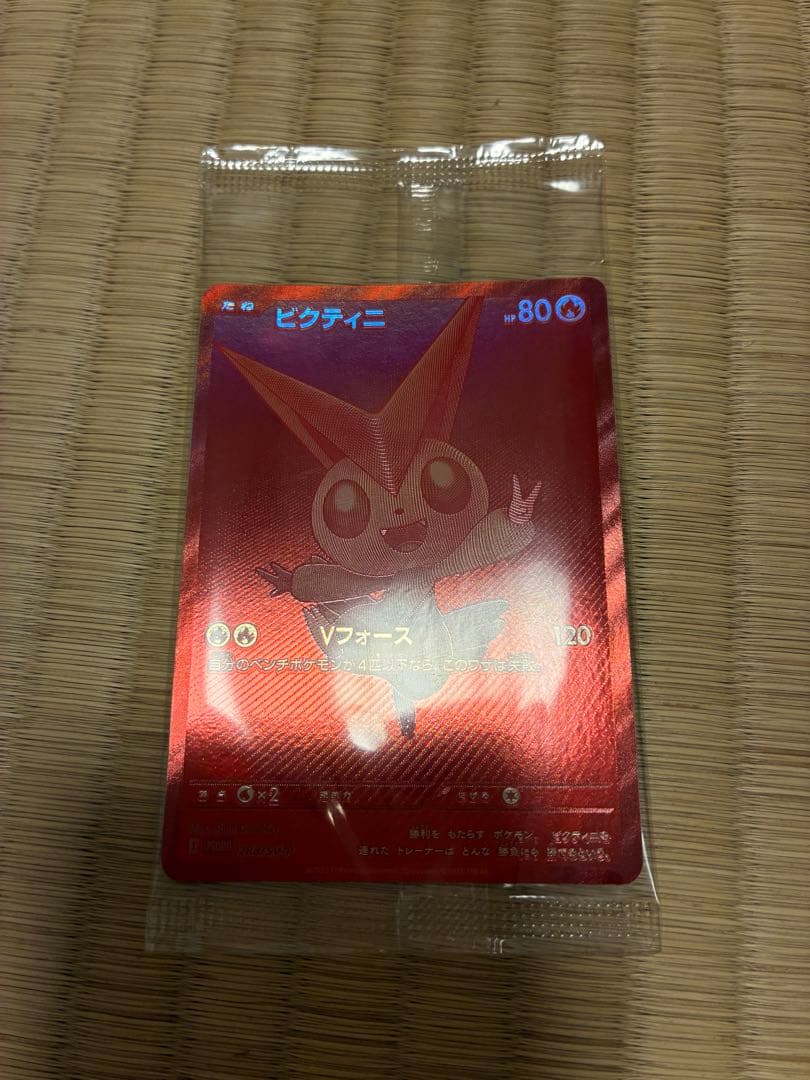 たね ビクティニ HP 80
Vフォース 120
自分のベンチポケモンが4匹以下なら、このワザは失敗。
弱点 ×2 抵抗力 にげる
勝利を もたらす ポケモン。 ビクティニを
連れた トレーナーは どんな 勝負にも 勝てるという。